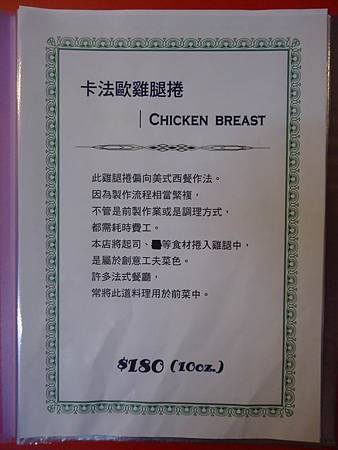 卡法歐雞腿捲
CHICKEN BREAST
此雞腿捲偏向美式西餐作法。
因為製作流程相當繁複，
不管是前製作業或是調理方式，
都需耗時費工。
本店將起司、等食材捲入雞腿中，
是屬於創意工夫菜色。
許多法式餐廳，
常將此道料理用於前菜中。
$180 (10oz.)